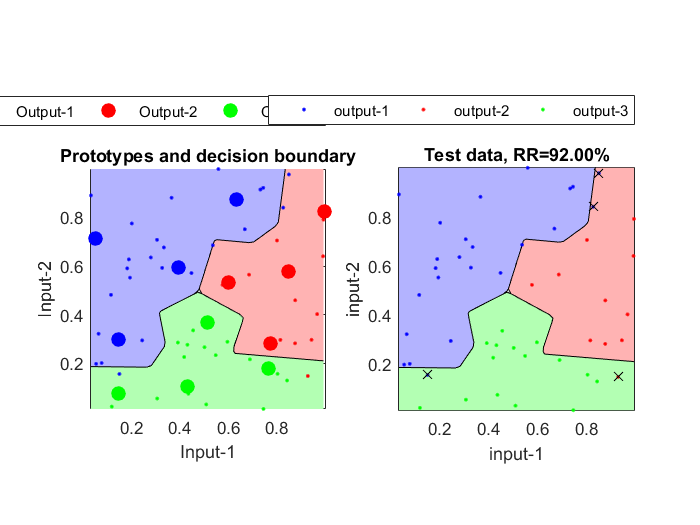 Output-1 Output-2
output-1 output-2 output-3
Prototypes and decision boundary
Input-2
0.8
0.6
0.4
0.2
0.2 0.4 0.6 0.8
Input-1
Test data, RR=92.00%
input-2
0.8
0.6
0.4
0.2
0.2 0.4 0.6 0.8
input-1